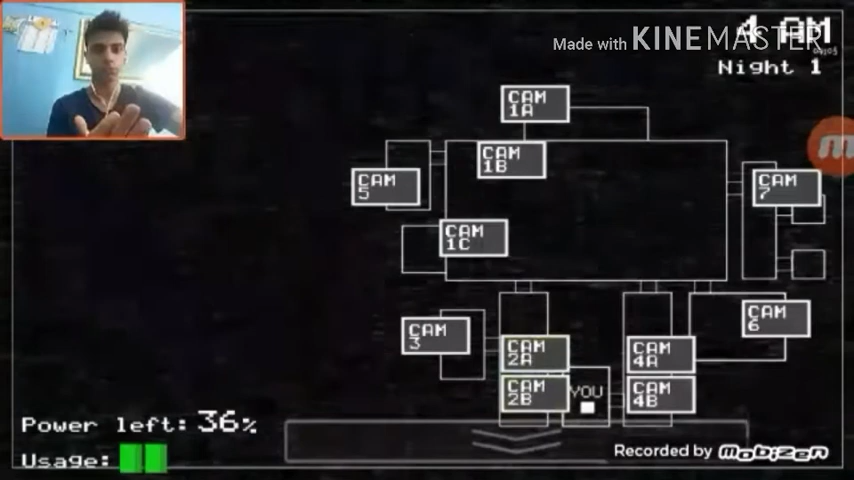 4 AM
Made with KINEMASTER
Night 1
CAM 1A
CAM 1B
CAM 5
CAM 7
CAM 1C
CAM 6
CAM 3
CAM 2A
CAM 4A
CAM 2B
YOU
CAM 4B
Power left: 36%
Usage:
Recorded by mobizen